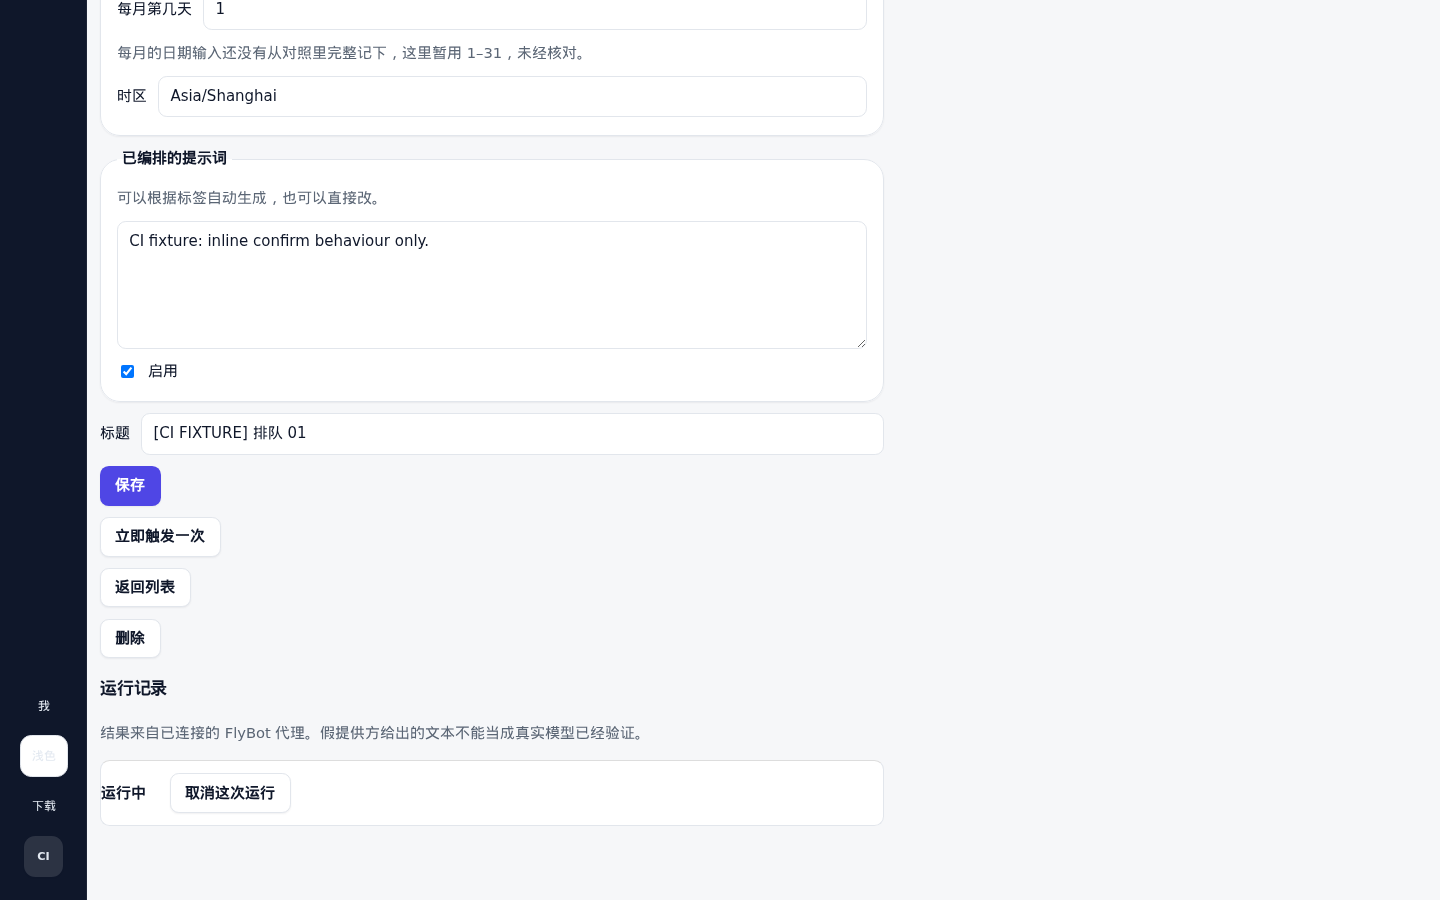 每月第几天
1
每月的日期输入还没有从对照里完整记下，这里暂用 1–31，未经核对。
时区
Asia/Shanghai
已编排的提示词
可以根据标签自动生成，也可以直接改。
CI fixture: inline confirm behaviour only.
启用
标题
[CI FIXTURE] 排队 01
保存
立即触发一次
返回列表
删除
运行记录
结果来自已连接的 FlyBot 代理。假提供方给出的文本不能当成真实模型已经验证。
运行中
取消这次运行
我
浅色
下载
CI